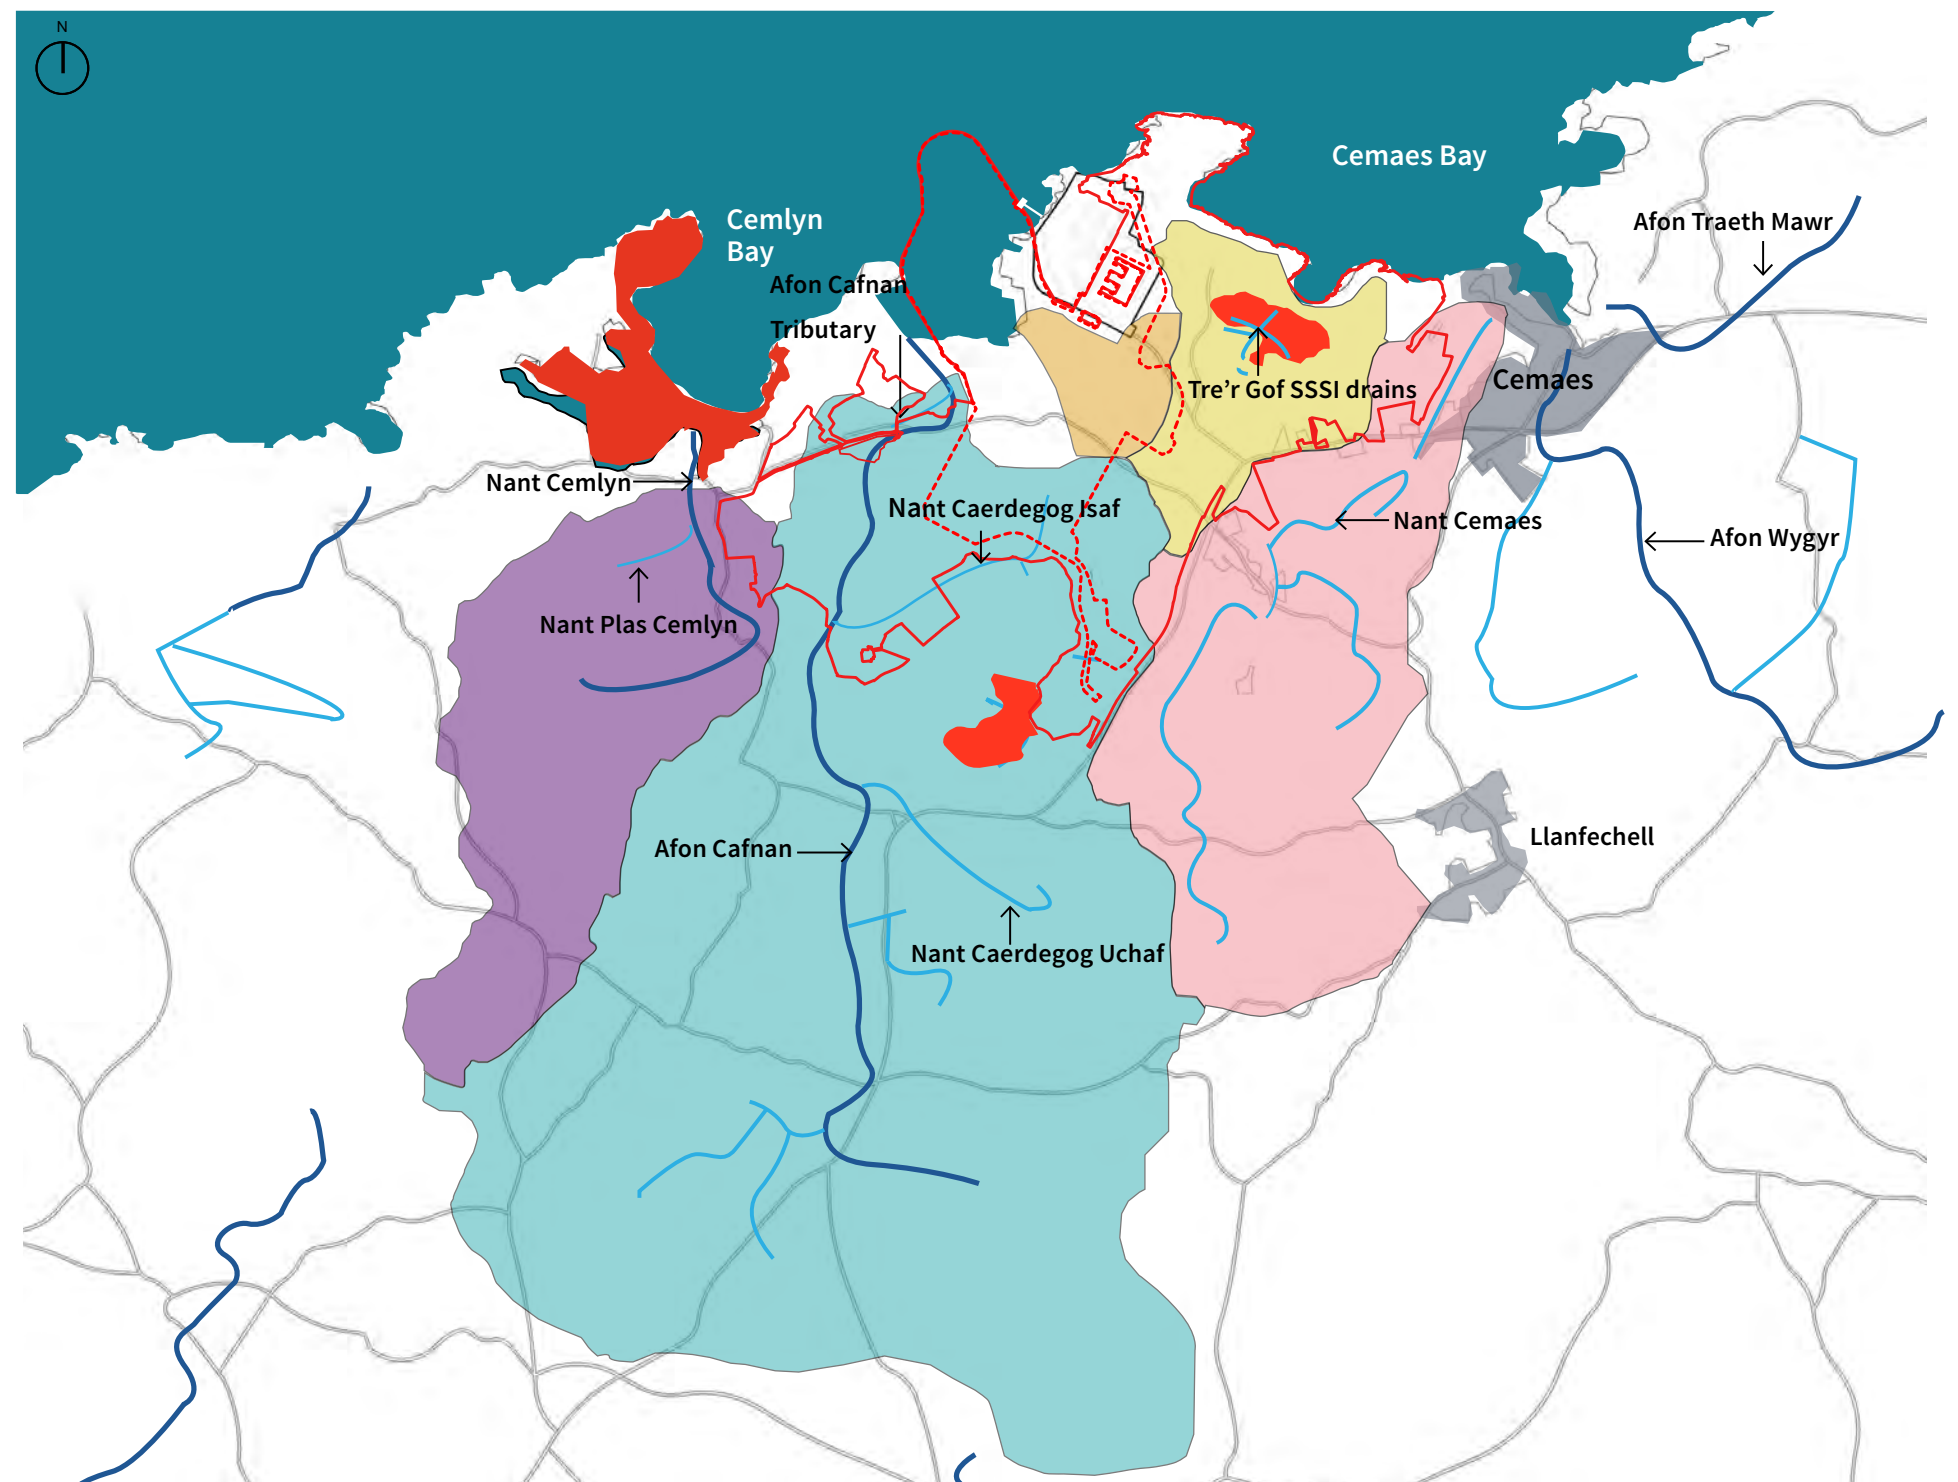 N
Cemaes Bay
Cemlyn
Bay
Afon Traeth Mawr
Afon Cafnan
Tributary
Tre’r Gof SSSI drains
Cemaes
Nant Cemlyn
Nant Caerdegog Isaf
Nant Cemaes
Afon Wygyr
Nant Plas Cemlyn
Llanfechell
Afon Cafnan
Nant Caerdegog Uchaf